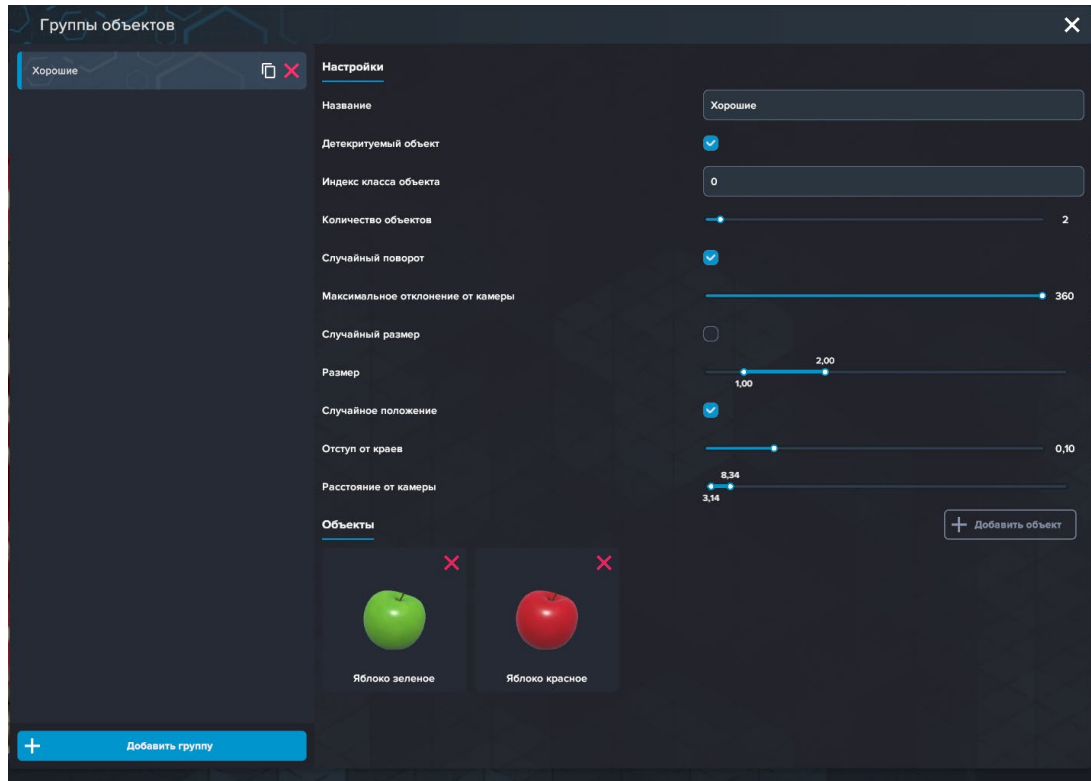 Группы объектов
Хорошие
Настройки
Название
Хорошие
Детекритуемый объект
Индекс класса объекта
0
Количество объектов
2
Случайный поворот
Максимальное отклонение от камеры
360
Случайный размер
Размер
2,00
1,00
Случайное положение
Отступ от краев
0,10
Расстояние от камеры
8,34
3,14
Объекты
Добавить объект
Яблоко зеленое
Яблоко красное
Добавить группу